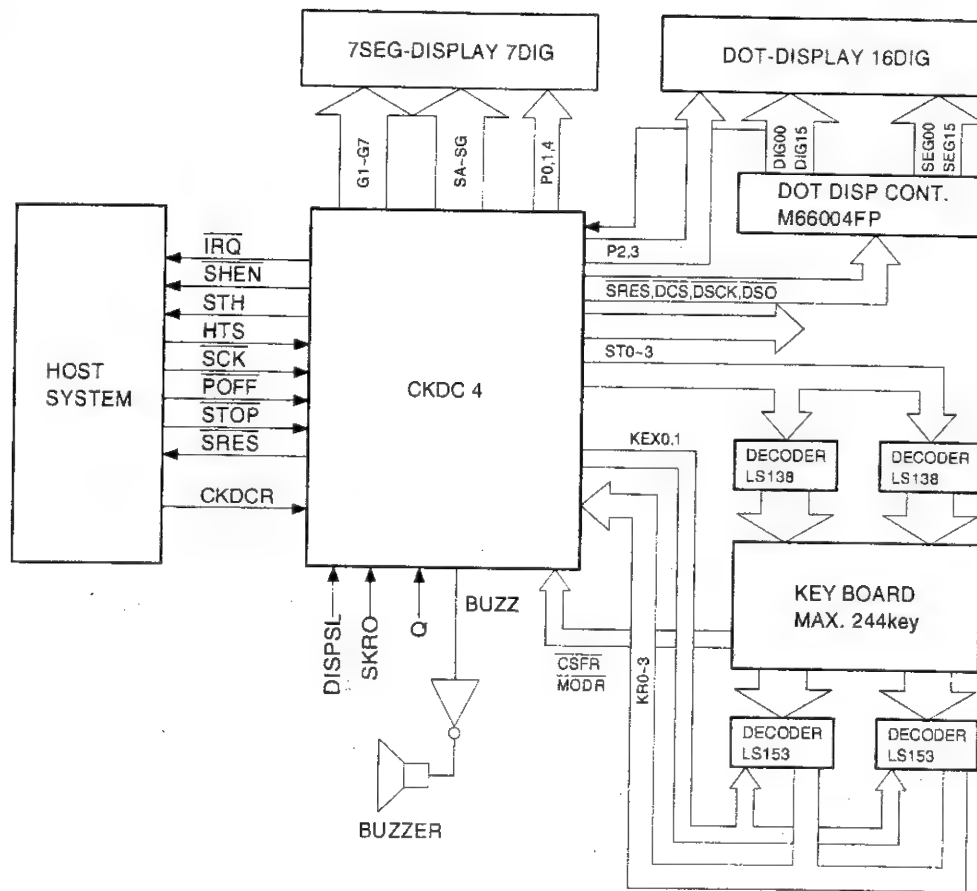 7SEG-DISPLAY 7DIG
DOT-DISPLAY 16DIG
G1~G7
SA~SG
P0,1,4
DIG00
DIG15
SEG00
SEG15
DOT DISP CONT.
M66004FP
P2,3
SRES,DCS,DSCK,DSO
ST0~3
HOST
SYSTEM
IRQ
SHEN
STH
HTS
SCK
POFF
STOP
SRES
CKDCR
CKDC 4
KEX0,1
DECODER
LS138
DECODER
LS138
KEY BOARD
MAX. 244key
DISPSL
SKRO
Q
BUZZ
CSFR
MODR
KR0~3
DECODER
LS153
DECODER
LS153
BUZZER